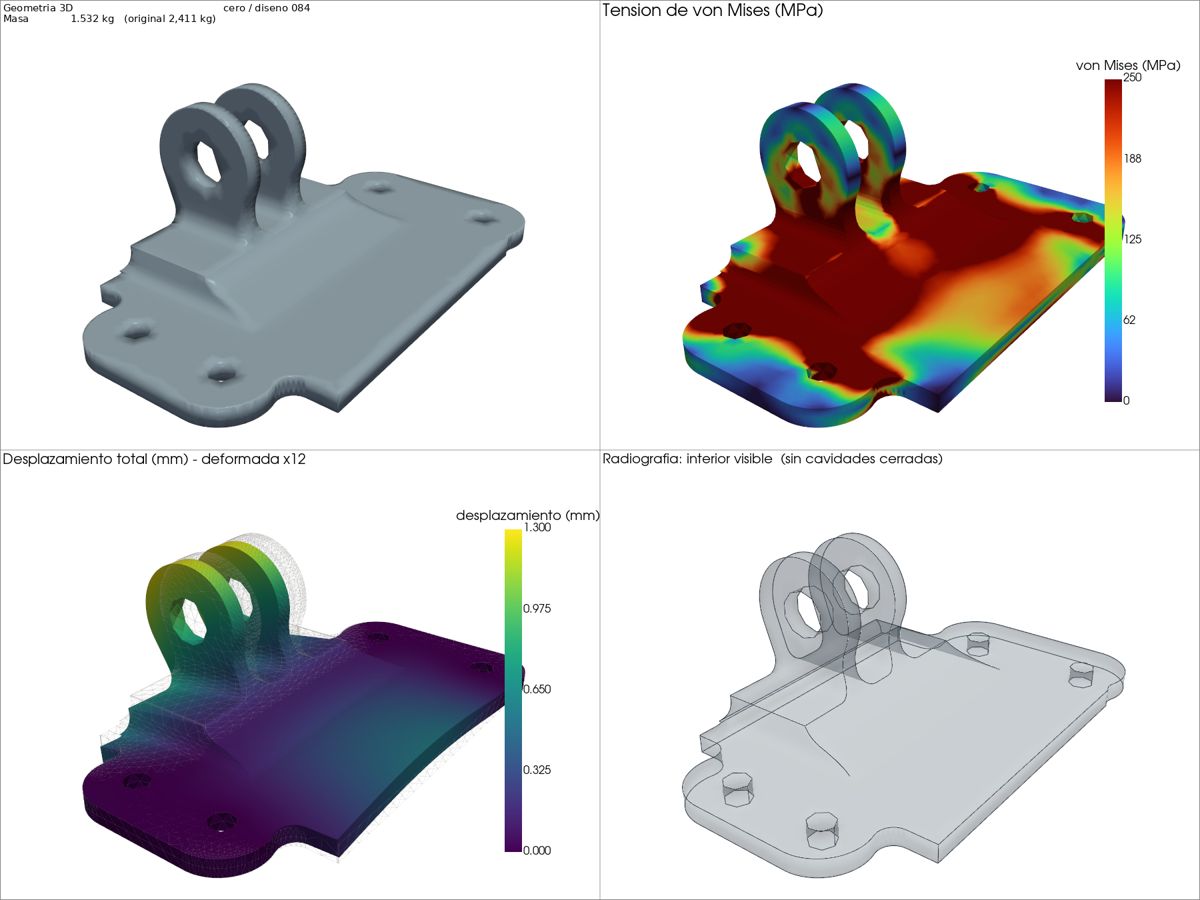 Geometria 3D cero / diseno 084
Masa 1.532 kg (original 2,411 kg)
Tension de von Mises (MPa)
von Mises (MPa)
250
188
125
62
0
Desplazamiento total (mm) - deformada x12
desplazamiento (mm)
1.300
0.975
0.650
0.325
0.000
Radiografia: interior visible (sin cavidades cerradas)